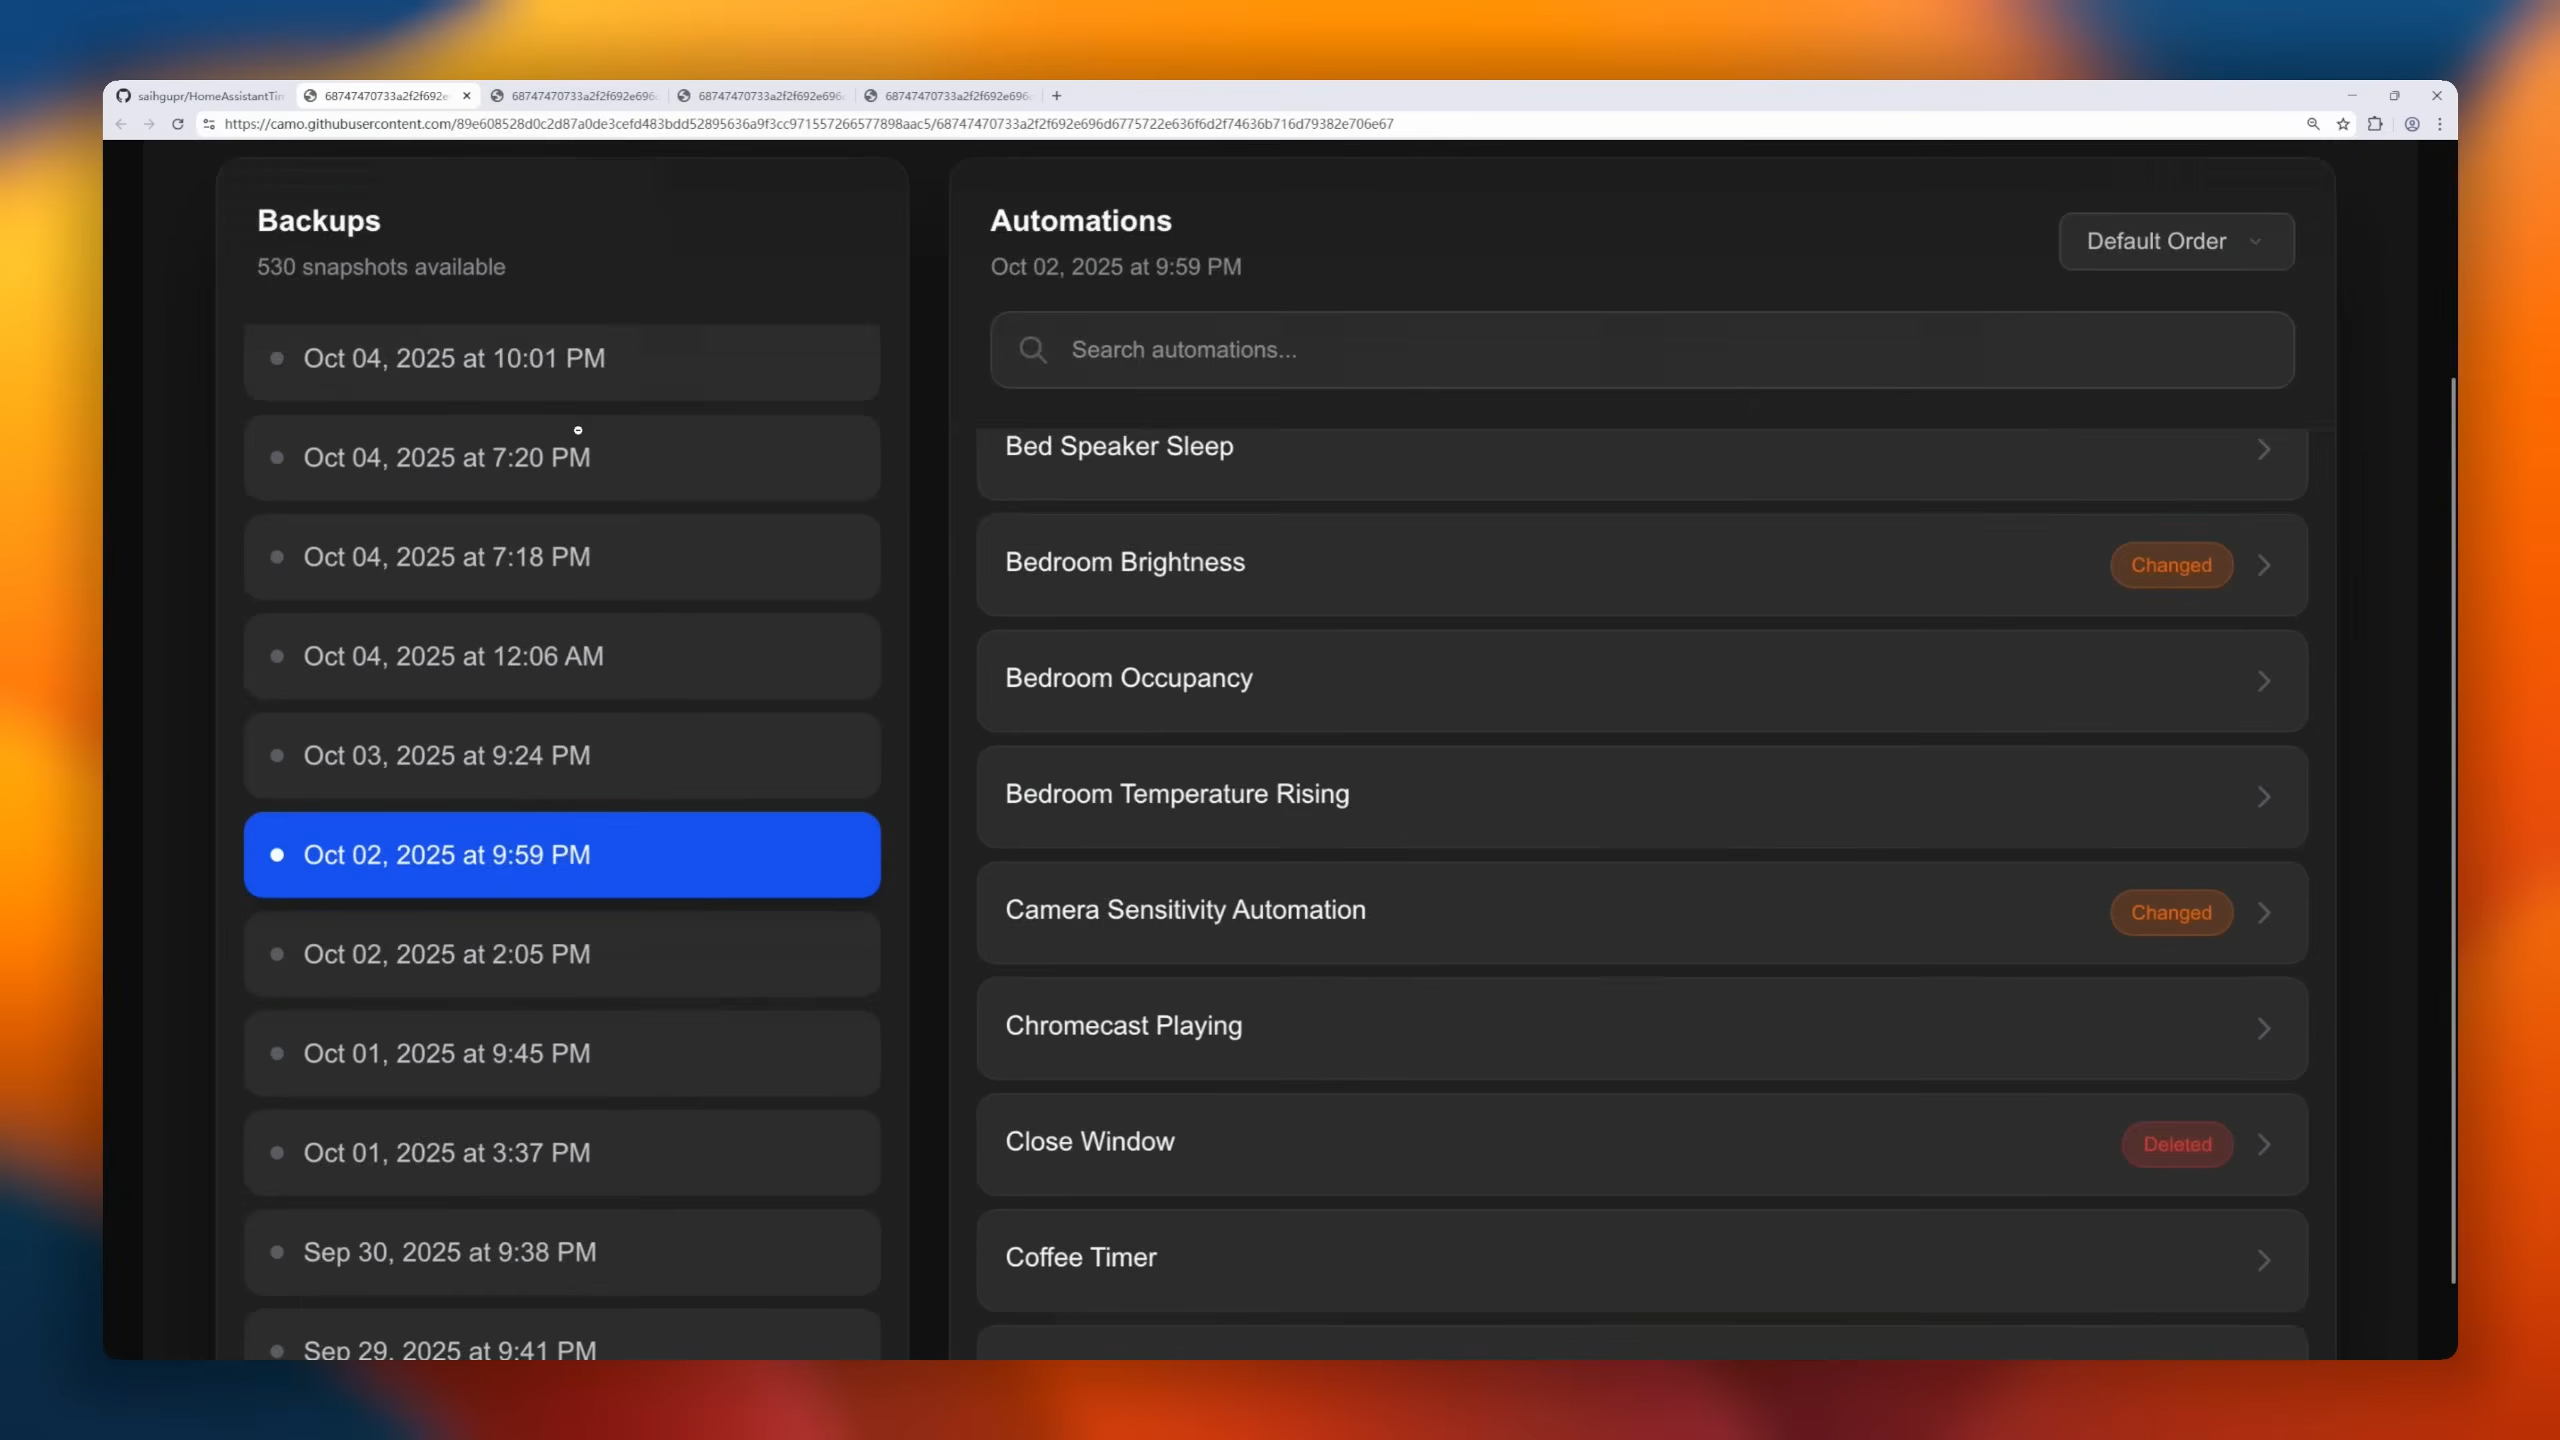 saihgupr/HomeAssistantTim
68747470733a2f2f692e696
68747470733a2f2f692e696
68747470733a2f2f692e696
68747470733a2f2f692e696
https://camo.githubusercontent.com/89e608528d0c2d87a0de3cefd483bdd52895636a9f3cc971557266577898aac5/68747470733a2f2f692e696d6775722e636f6d2f74636b716d79382e706e67
Backups
530 snapshots available
Oct 04, 2025 at 10:01 PM
Oct 04, 2025 at 7:20 PM
Oct 04, 2025 at 7:18 PM
Oct 04, 2025 at 12:06 AM
Oct 03, 2025 at 9:24 PM
Oct 02, 2025 at 9:59 PM
Oct 02, 2025 at 2:05 PM
Oct 01, 2025 at 9:45 PM
Oct 01, 2025 at 3:37 PM
Sep 30, 2025 at 9:38 PM
Sep 29, 2025 at 9:41 PM
Automations
Oct 02, 2025 at 9:59 PM
Default Order
Search automations...
Bed Speaker Sleep
Bedroom Brightness
Changed
Bedroom Occupancy
Bedroom Temperature Rising
Camera Sensitivity Automation
Changed
Chromecast Playing
Close Window
Deleted
Coffee Timer